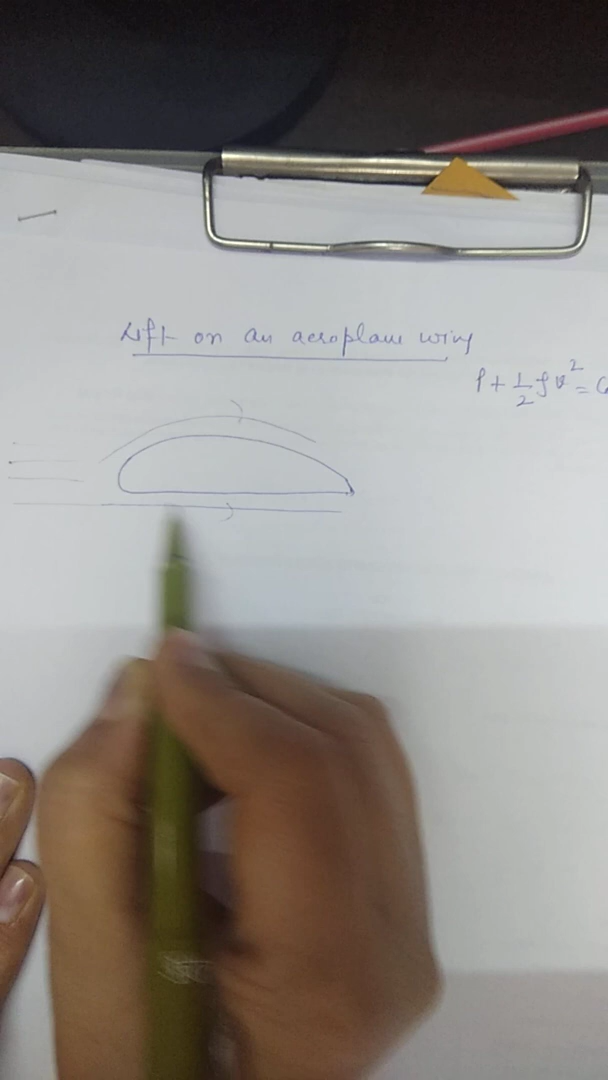 Lift on an aeroplane wing
P + 1/2 ρv² =